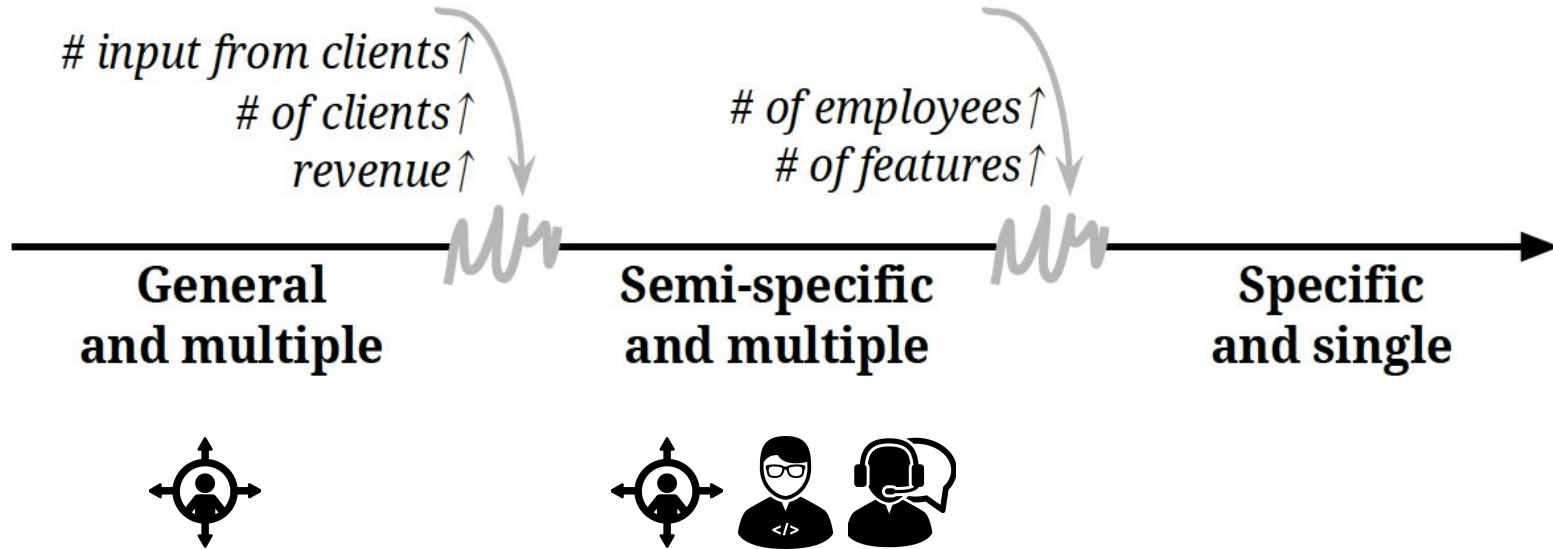 # input from clients↑
# of clients↑
revenue↑
# of employees↑
# of features↑
General
and multiple
Semi-specific
and multiple
Specific
and single
</>